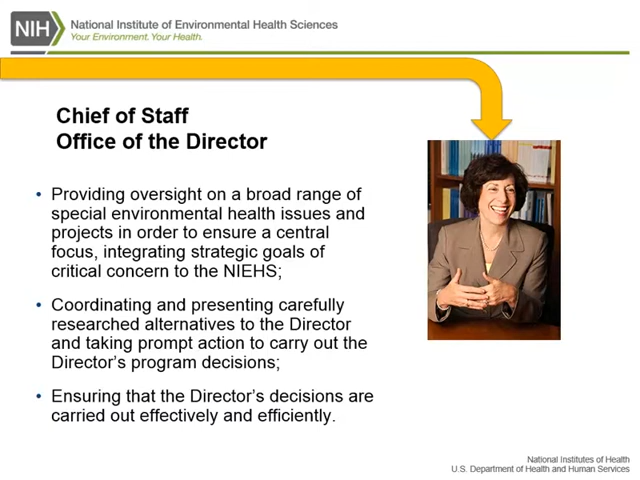 NIH
National Institute of Environmental Health Sciences
Your Environment. Your Health.
Chief of Staff
Office of the Director
• Providing oversight on a broad range of
special environmental health issues and
projects in order to ensure a central
focus, integrating strategic goals of
critical concern to the NIEHS;
• Coordinating and presenting carefully
researched alternatives to the Director
and taking prompt action to carry out the
Director's program decisions;
• Ensuring that the Director's decisions are
carried out effectively and efficiently.
National Institutes of Health
U.S. Department of Health and Human Services